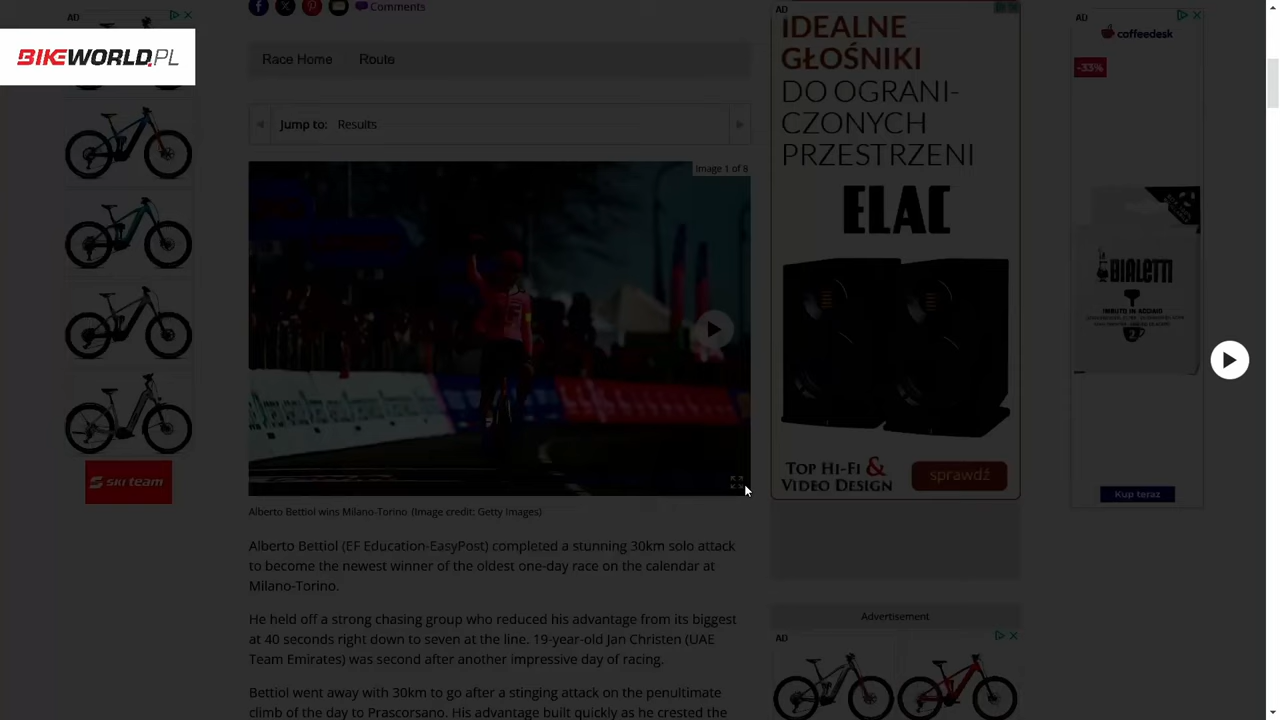 AD
BIKEWORLD.PL
SKI team
Comments
Race Home
Route
Jump to:
Results
Image 1 of 8
Alberto Bettiol wins Milano-Torino (Image credit: Getty Images)
Alberto Bettiol (EF Education-EasyPost) completed a stunning 30km solo attack
to become the newest winner of the oldest one-day race on the calendar at
Milano-Torino.
He held off a strong chasing group who reduced his advantage from its biggest
at 40 seconds right down to seven at the line. 19-year-old Jan Christen (UAE
Team Emirates) was second after another impressive day of racing.
Bettiol went away with 30km to go after a stinging attack on the penultimate
climb of the day to Prascorsano. His advantage built quickly as he crested the
AD
IDEALNE
GŁOŚNIKI
DO OGRANI-
CZONYCH
PRZESTRZENI
ELAC
TOP HI-FI &
VIDEO DESIGN
sprawdź
Advertisement
AD
AD
coffeedesk
-33%
BIALETTI
Kup teraz